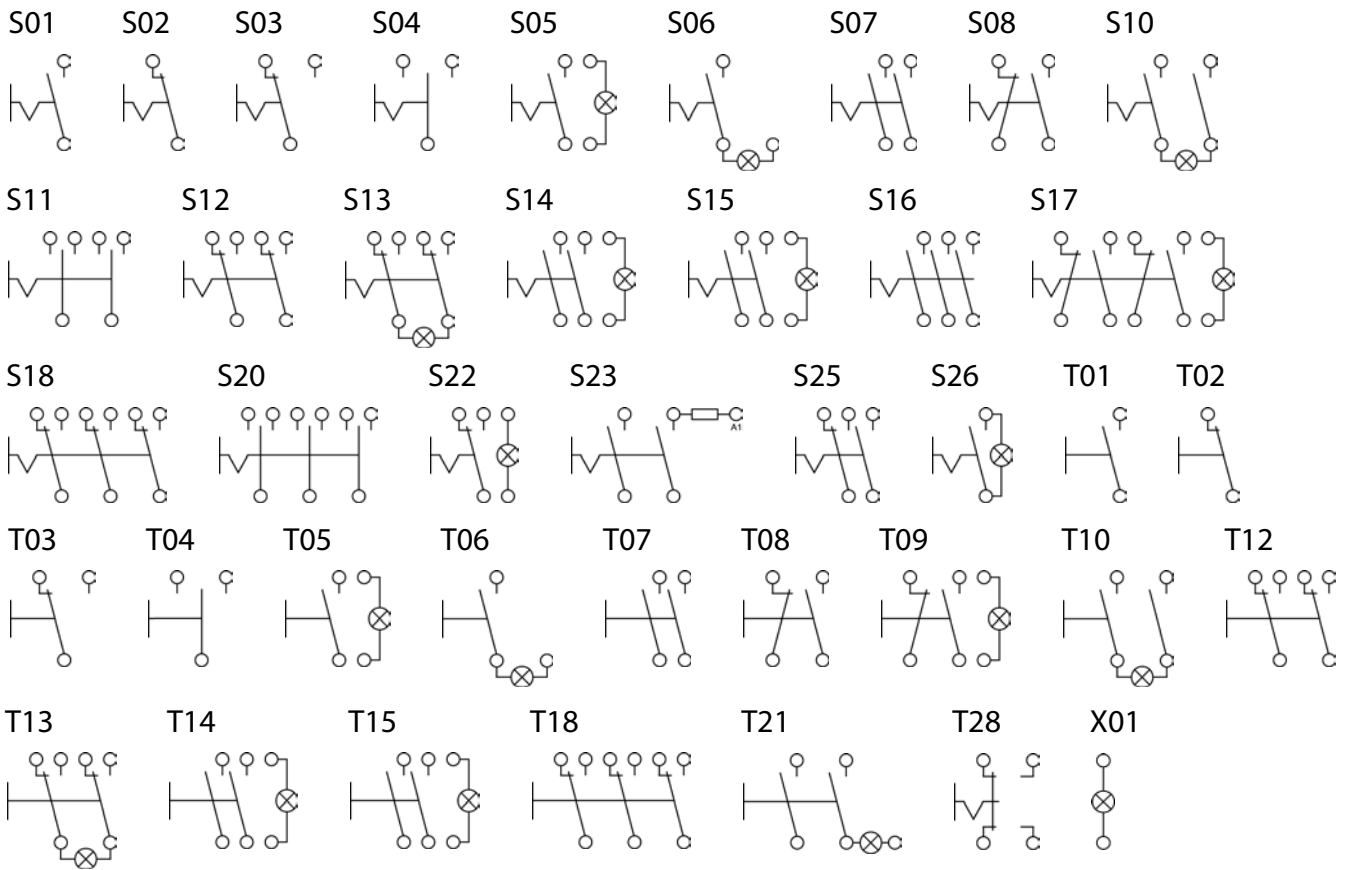 S01 S02 S03 S04 S05 S06 S07 S08 S10
S11 S12 S13 S14 S15 S16 S17
S18 S20 S22 S23 S25 S26 T01 T02
A1
T03 T04 T05 T06 T07 T08 T09 T10 T12
T13 T14 T15 T18 T21 T28 X01